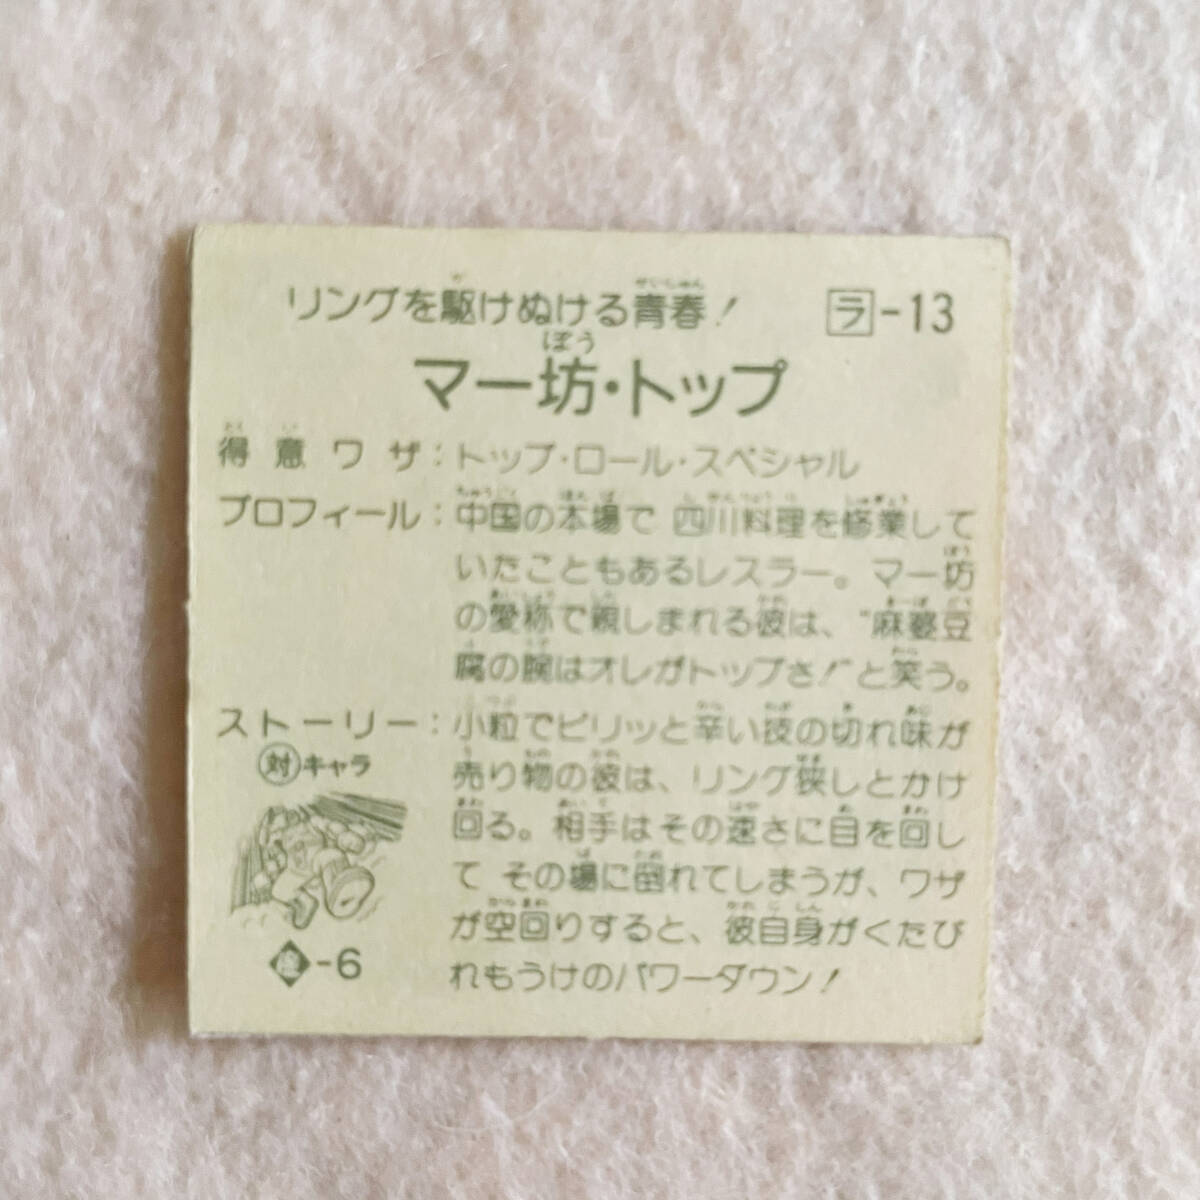 リングを駆けぬける青春! ラ-13
マー坊・トップ
得意ワザ:トップ・ロール・スペシャル
プロフィール:中国の本場で 四川料理を修業して
いたこともあるレスラー。マー坊
の愛称で親しまれる彼は、"麻婆豆
腐の腕はオレがトップさ!"と笑う。
ストーリー:小粒でピリッと辛い技の切れ味が
売り物の彼は、リング狭しとかけ
回る。相手はその速さに目を回し
て その場に倒れてしまうが、ワザ
が空回りすると、彼自身がくたび
れもうけのパワーダウン!
対キャラ
-6